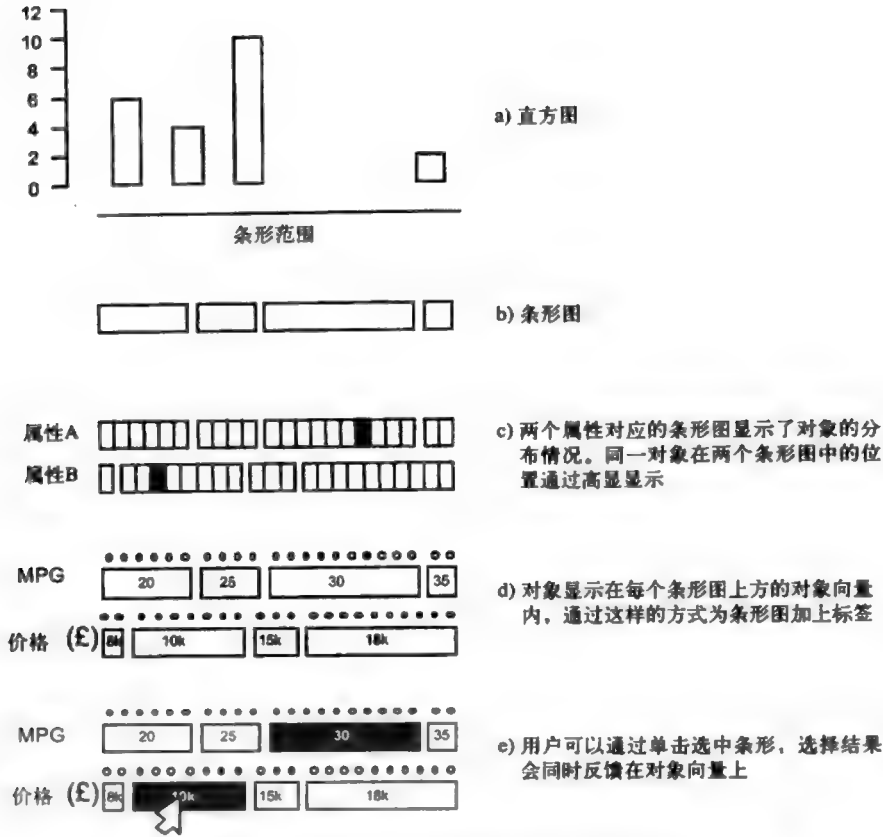 12
10
8
6
4
2
0
a) 直方图
条形范围
b) 条形图
属性A
属性B
c) 两个属性对应的条形图显示了对象的分
布情况。同一对象在两个条形图中的位
置通过高显显示
MPG
20
25
30
35
价格 (£)
8k
10k
15k
18k
d) 对象显示在每个条形图上方的对象向量
内，通过这样的方式为条形图加上标签
MPG
20
25
30
35
价格 (£)
8k
10k
15k
18k
e) 用户可以通过单击选中条形，选择结果
会同时反馈在对象向量上